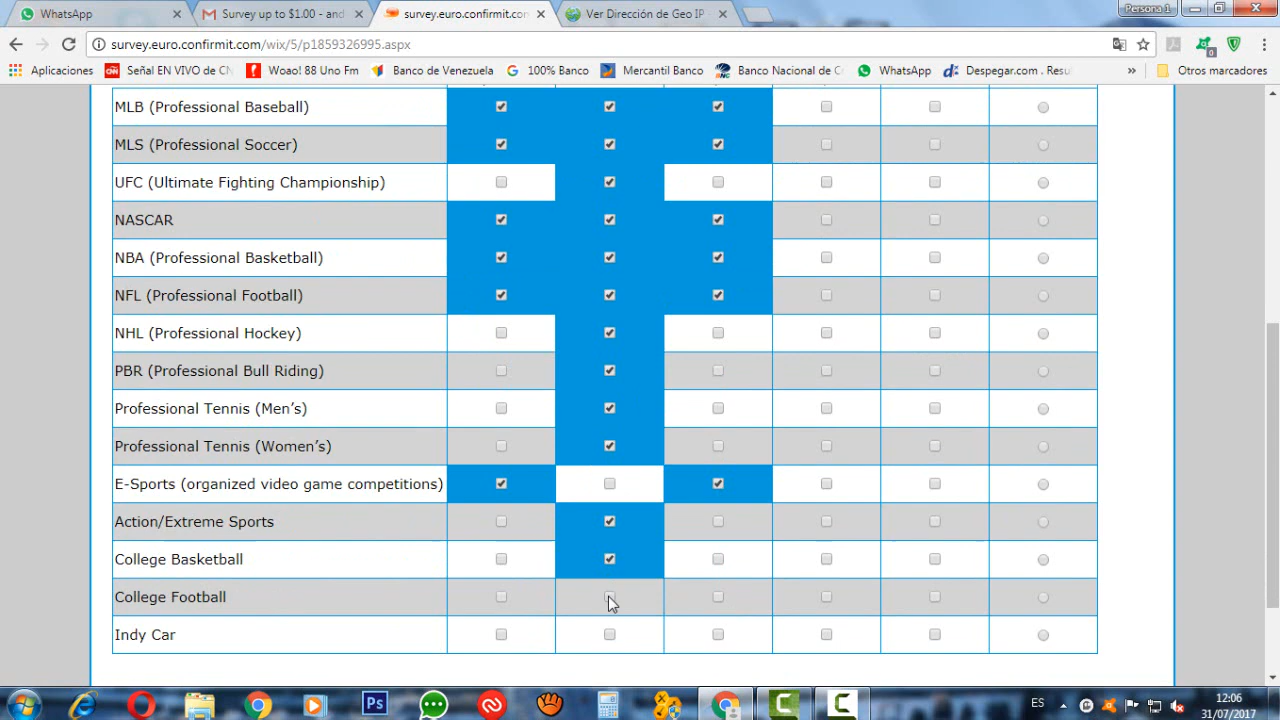 WhatsApp
Survey up to $1.00 - and
survey.euro.confirmit.com
Ver Dirección de Geo IP
Persona 1
survey.euro.confirmit.com/wix/5/p1859326995.aspx
Aplicaciones
Señal EN VIVO de CN
Woao! 88 Uno Fm
Banco de Venezuela
100% Banco
Mercantil Banco
Banco Nacional de C
WhatsApp
Despegar.com . Resu
»
Otros marcadores
MLB (Professional Baseball)
MLS (Professional Soccer)
UFC (Ultimate Fighting Championship)
NASCAR
NBA (Professional Basketball)
NFL (Professional Football)
NHL (Professional Hockey)
PBR (Professional Bull Riding)
Professional Tennis (Men’s)
Professional Tennis (Women’s)
E-Sports (organized video game competitions)
Action/Extreme Sports
College Basketball
College Football
Indy Car
Ps
ES
12:06
31/07/2017